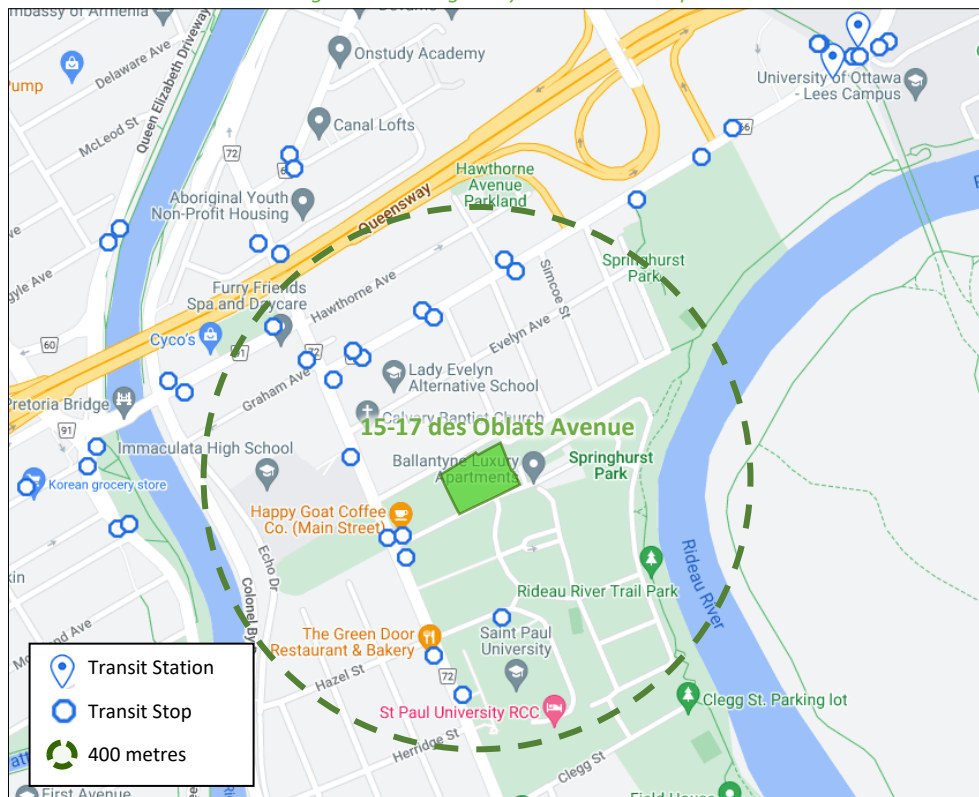 mbassy of Armenia
Delaware Ave
Pump
McLeod St
Queen Elizabeth Driveway
Onstudy Academy
Canal Lofts
72
Aboriginal Youth
Non-Profit Housing
Queensway
Hawthorne
Avenue
Parkland
University of Ottawa
- Lees Campus
66
gyle Ave
60
Furry Friends
Spa and Daycare
Hawthorne Ave
Simcoe St
Springhurst
Park
Cyco's
91
72
Evelyn Ave
Graham Ave
Lady Evelyn
Alternative School
Pretoria Bridge
91
Calvary Baptist Church
15-17 des Oblats Avenue
Immaculata High School
Ballantyne Luxury
Apartments
Springhurst
Park
Korean grocery store
Happy Goat Coffee
Co. (Main Street)
Echo Dr
Colonel By
Rideau River
Rideau River Trail Park
The Green Door
Restaurant & Bakery
Saint Paul
University
Hazel St
72
St Paul University RCC
Clegg St. Parking lot
Herridge St
Clegg St
First Avenue
Field House
Transit Station
Transit Stop
400 metres